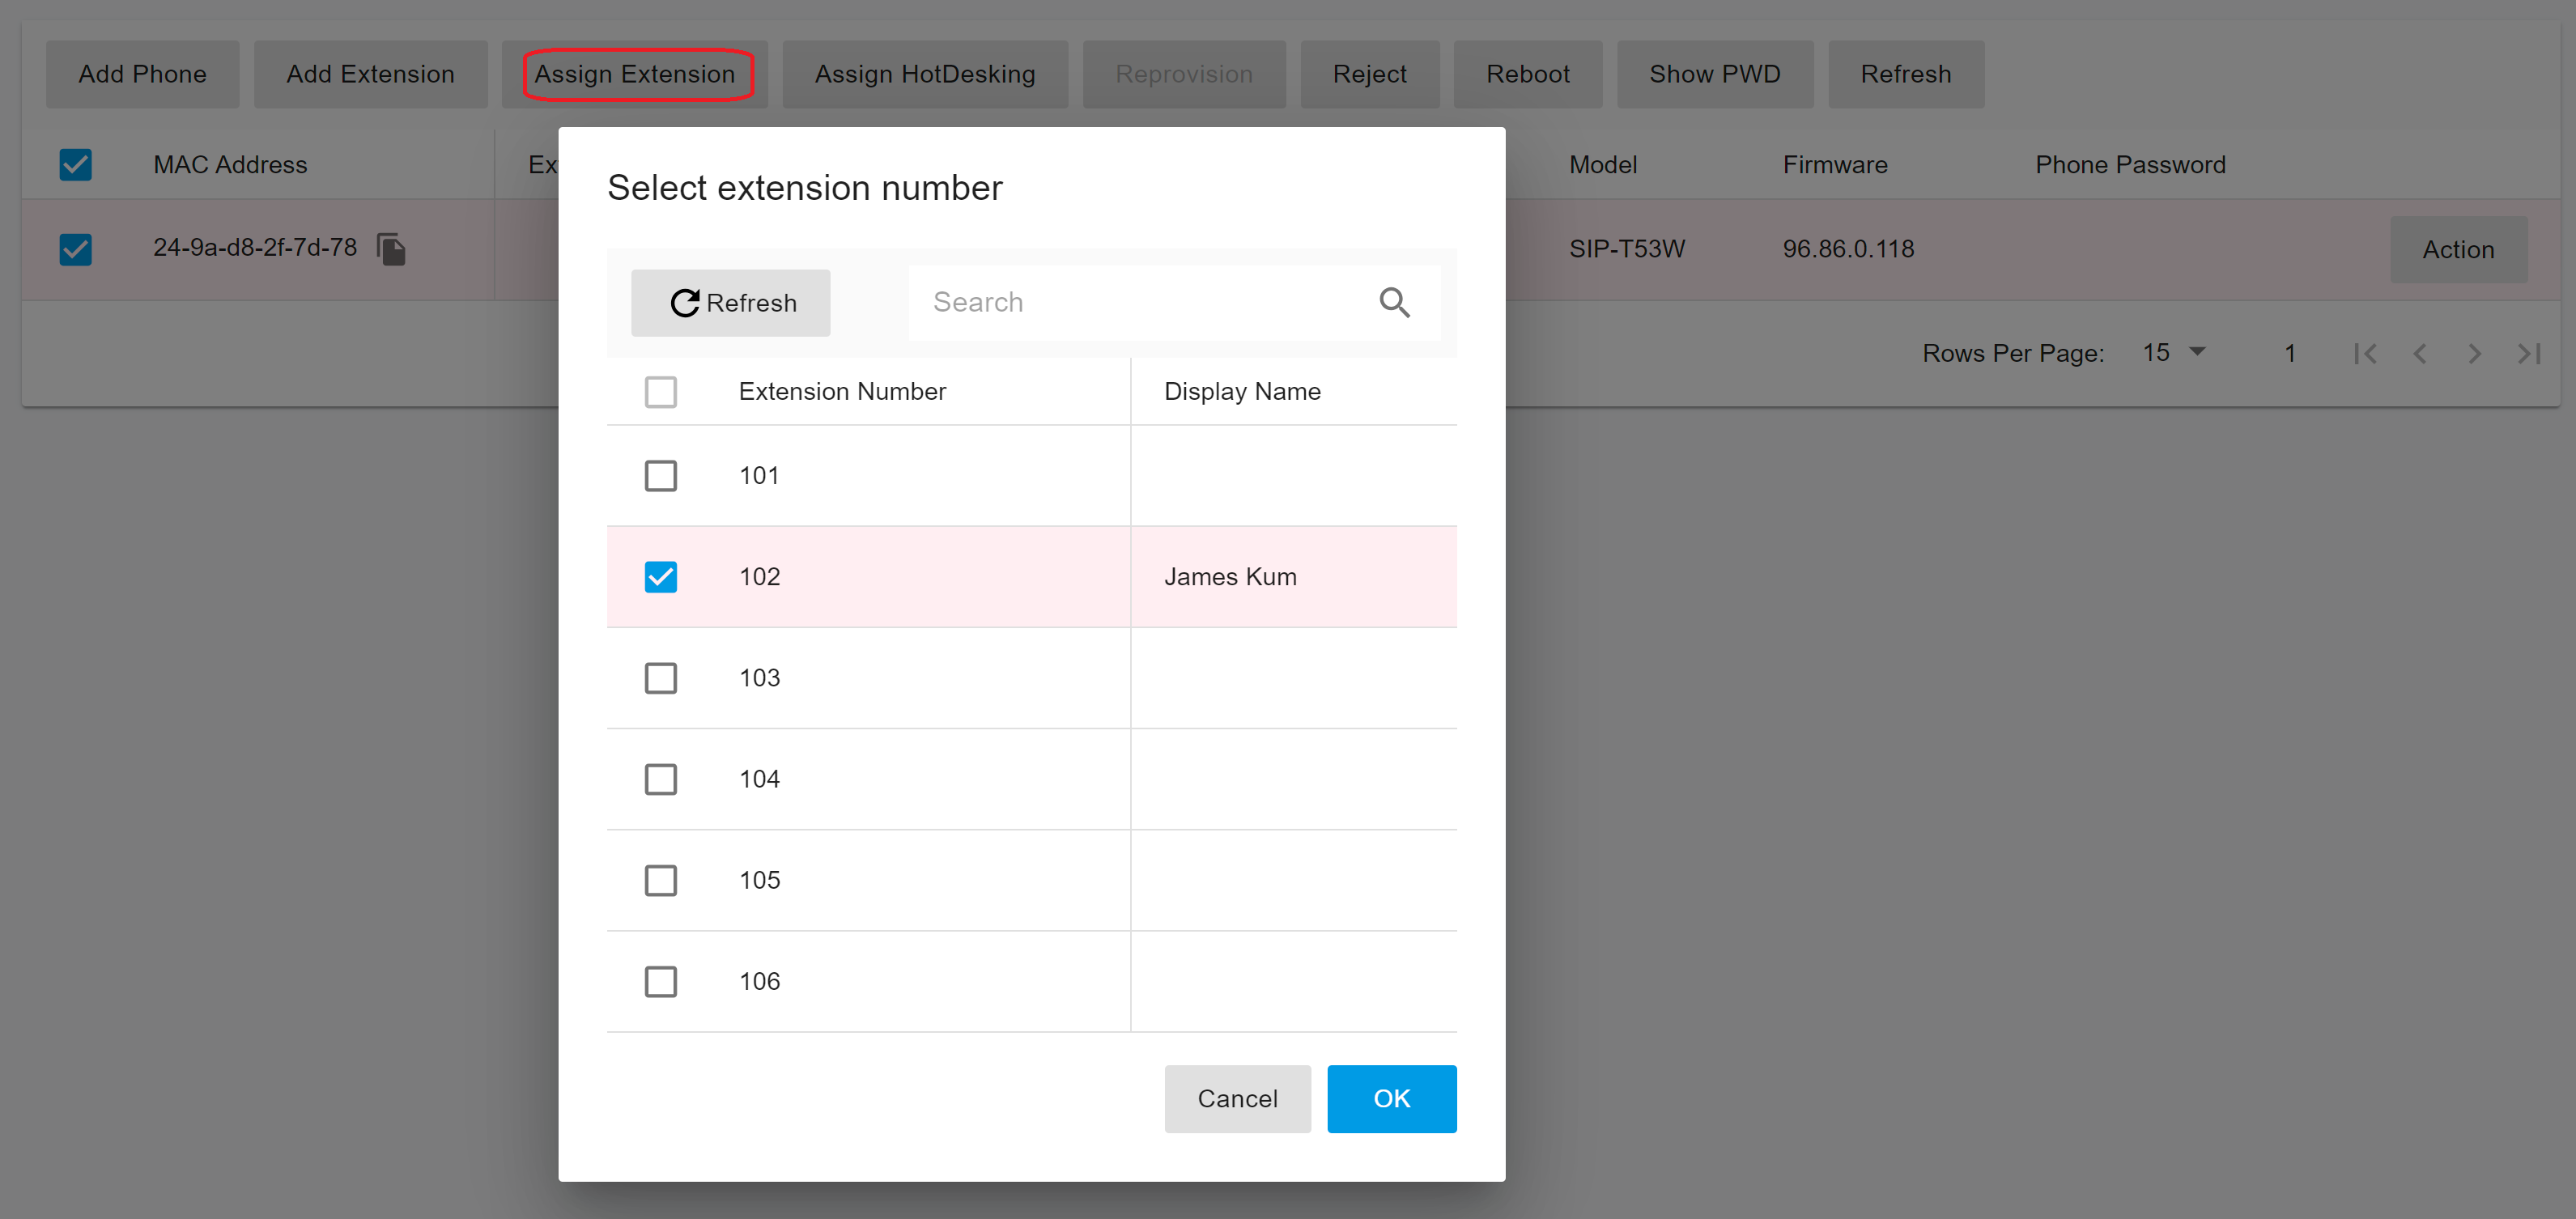 Add Phone Add Extension Assign Extension Assign HotDesking Reprovision Reject Reboot Show PWD Refresh
MAC Address Ex Model Firmware Phone Password
24-9a-d8-2f-7d-78 SIP-T53W 96.86.0.118 Action
Rows Per Page: 15 1
Select extension number
Refresh Search
Extension Number Display Name
101
102 James Kum
103
104
105
106
Cancel OK